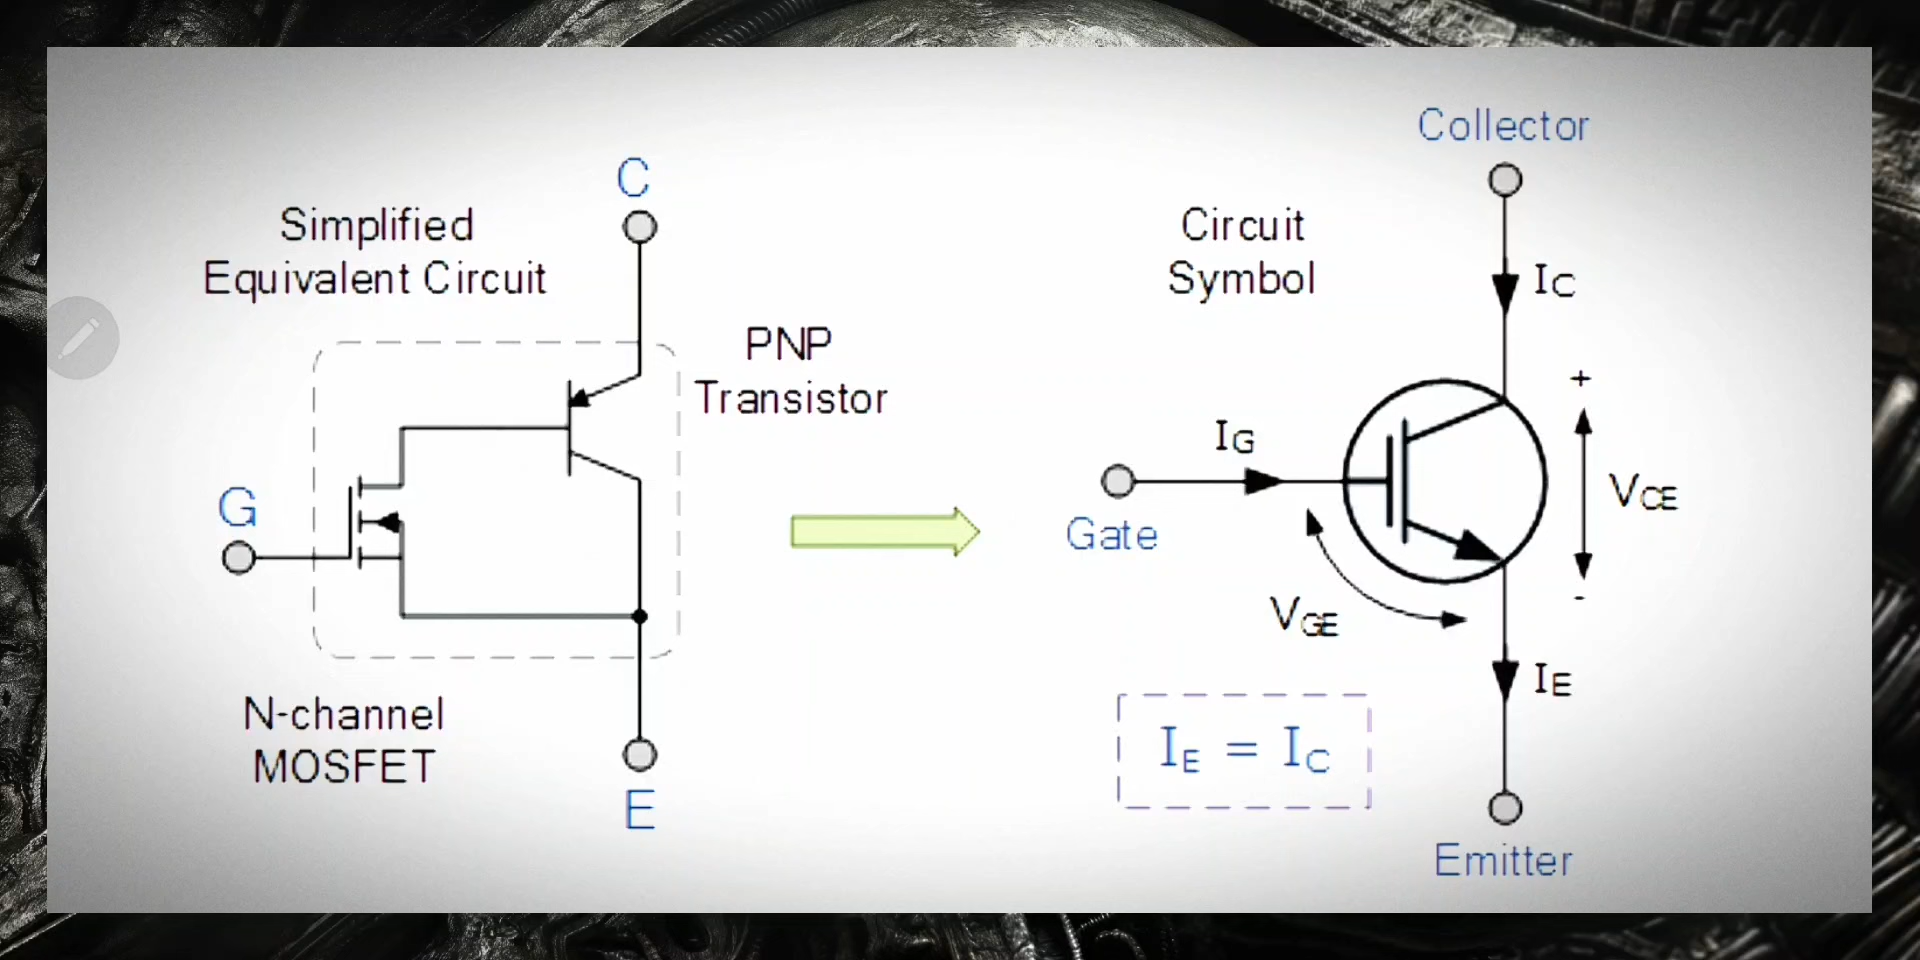 Collector
C
Simplified
Equivalent Circuit
Circuit
Symbol
IC
PNP
Transistor
+
IG
VCE
G
Gate
-
VGE
IE
N-channel
MOSFET
IE = IC
E
Emitter